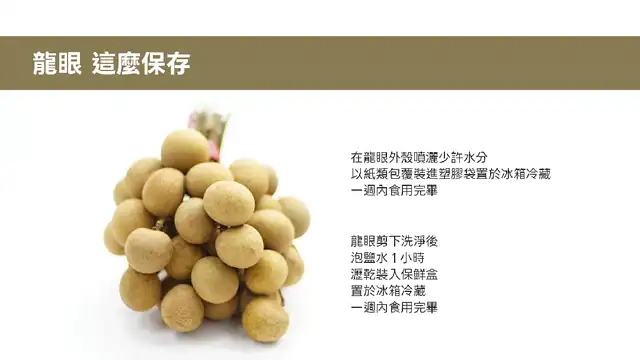 龍眼 這麼保存
在龍眼外殼噴灑少許水分
以紙類包覆裝進塑膠袋置於冰箱冷藏
一週內食用完畢
龍眼剪下洗淨後
泡鹽水1小時
瀝乾裝入保鮮盒
置於冰箱冷藏
一週內食用完畢